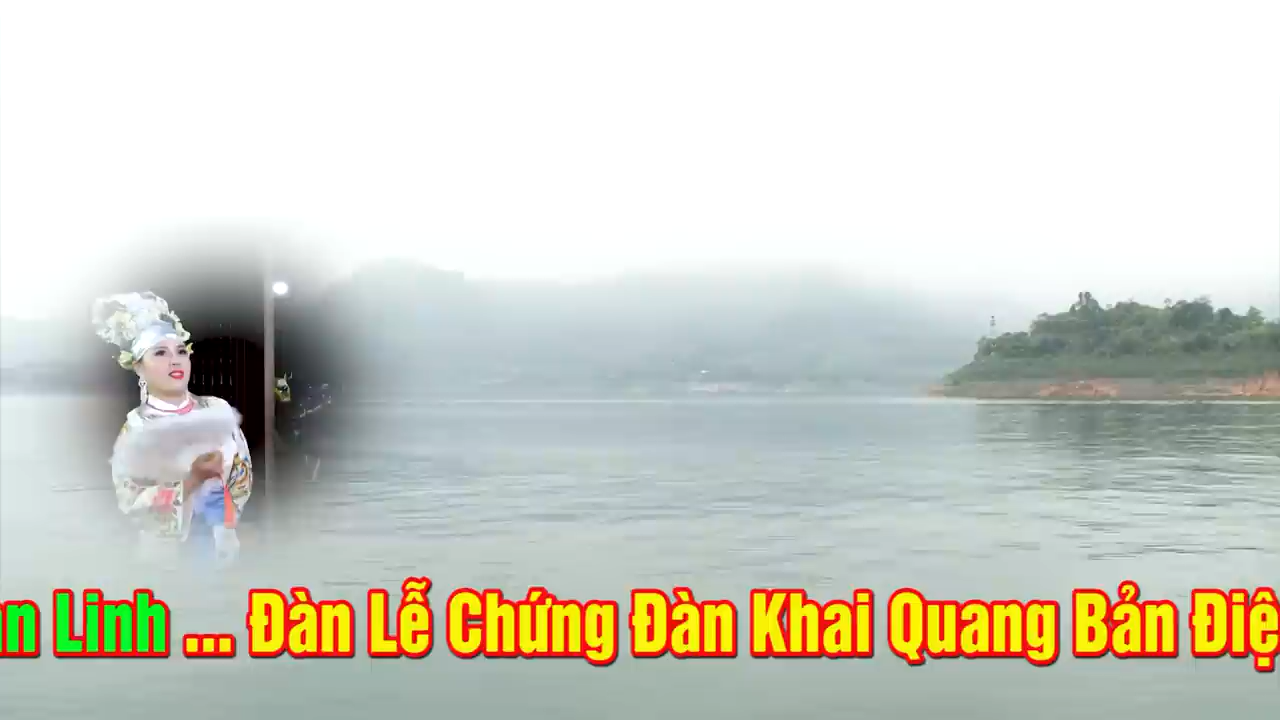 Linh ... Đàn Lễ Chứng Đàn Khai Quang Bản